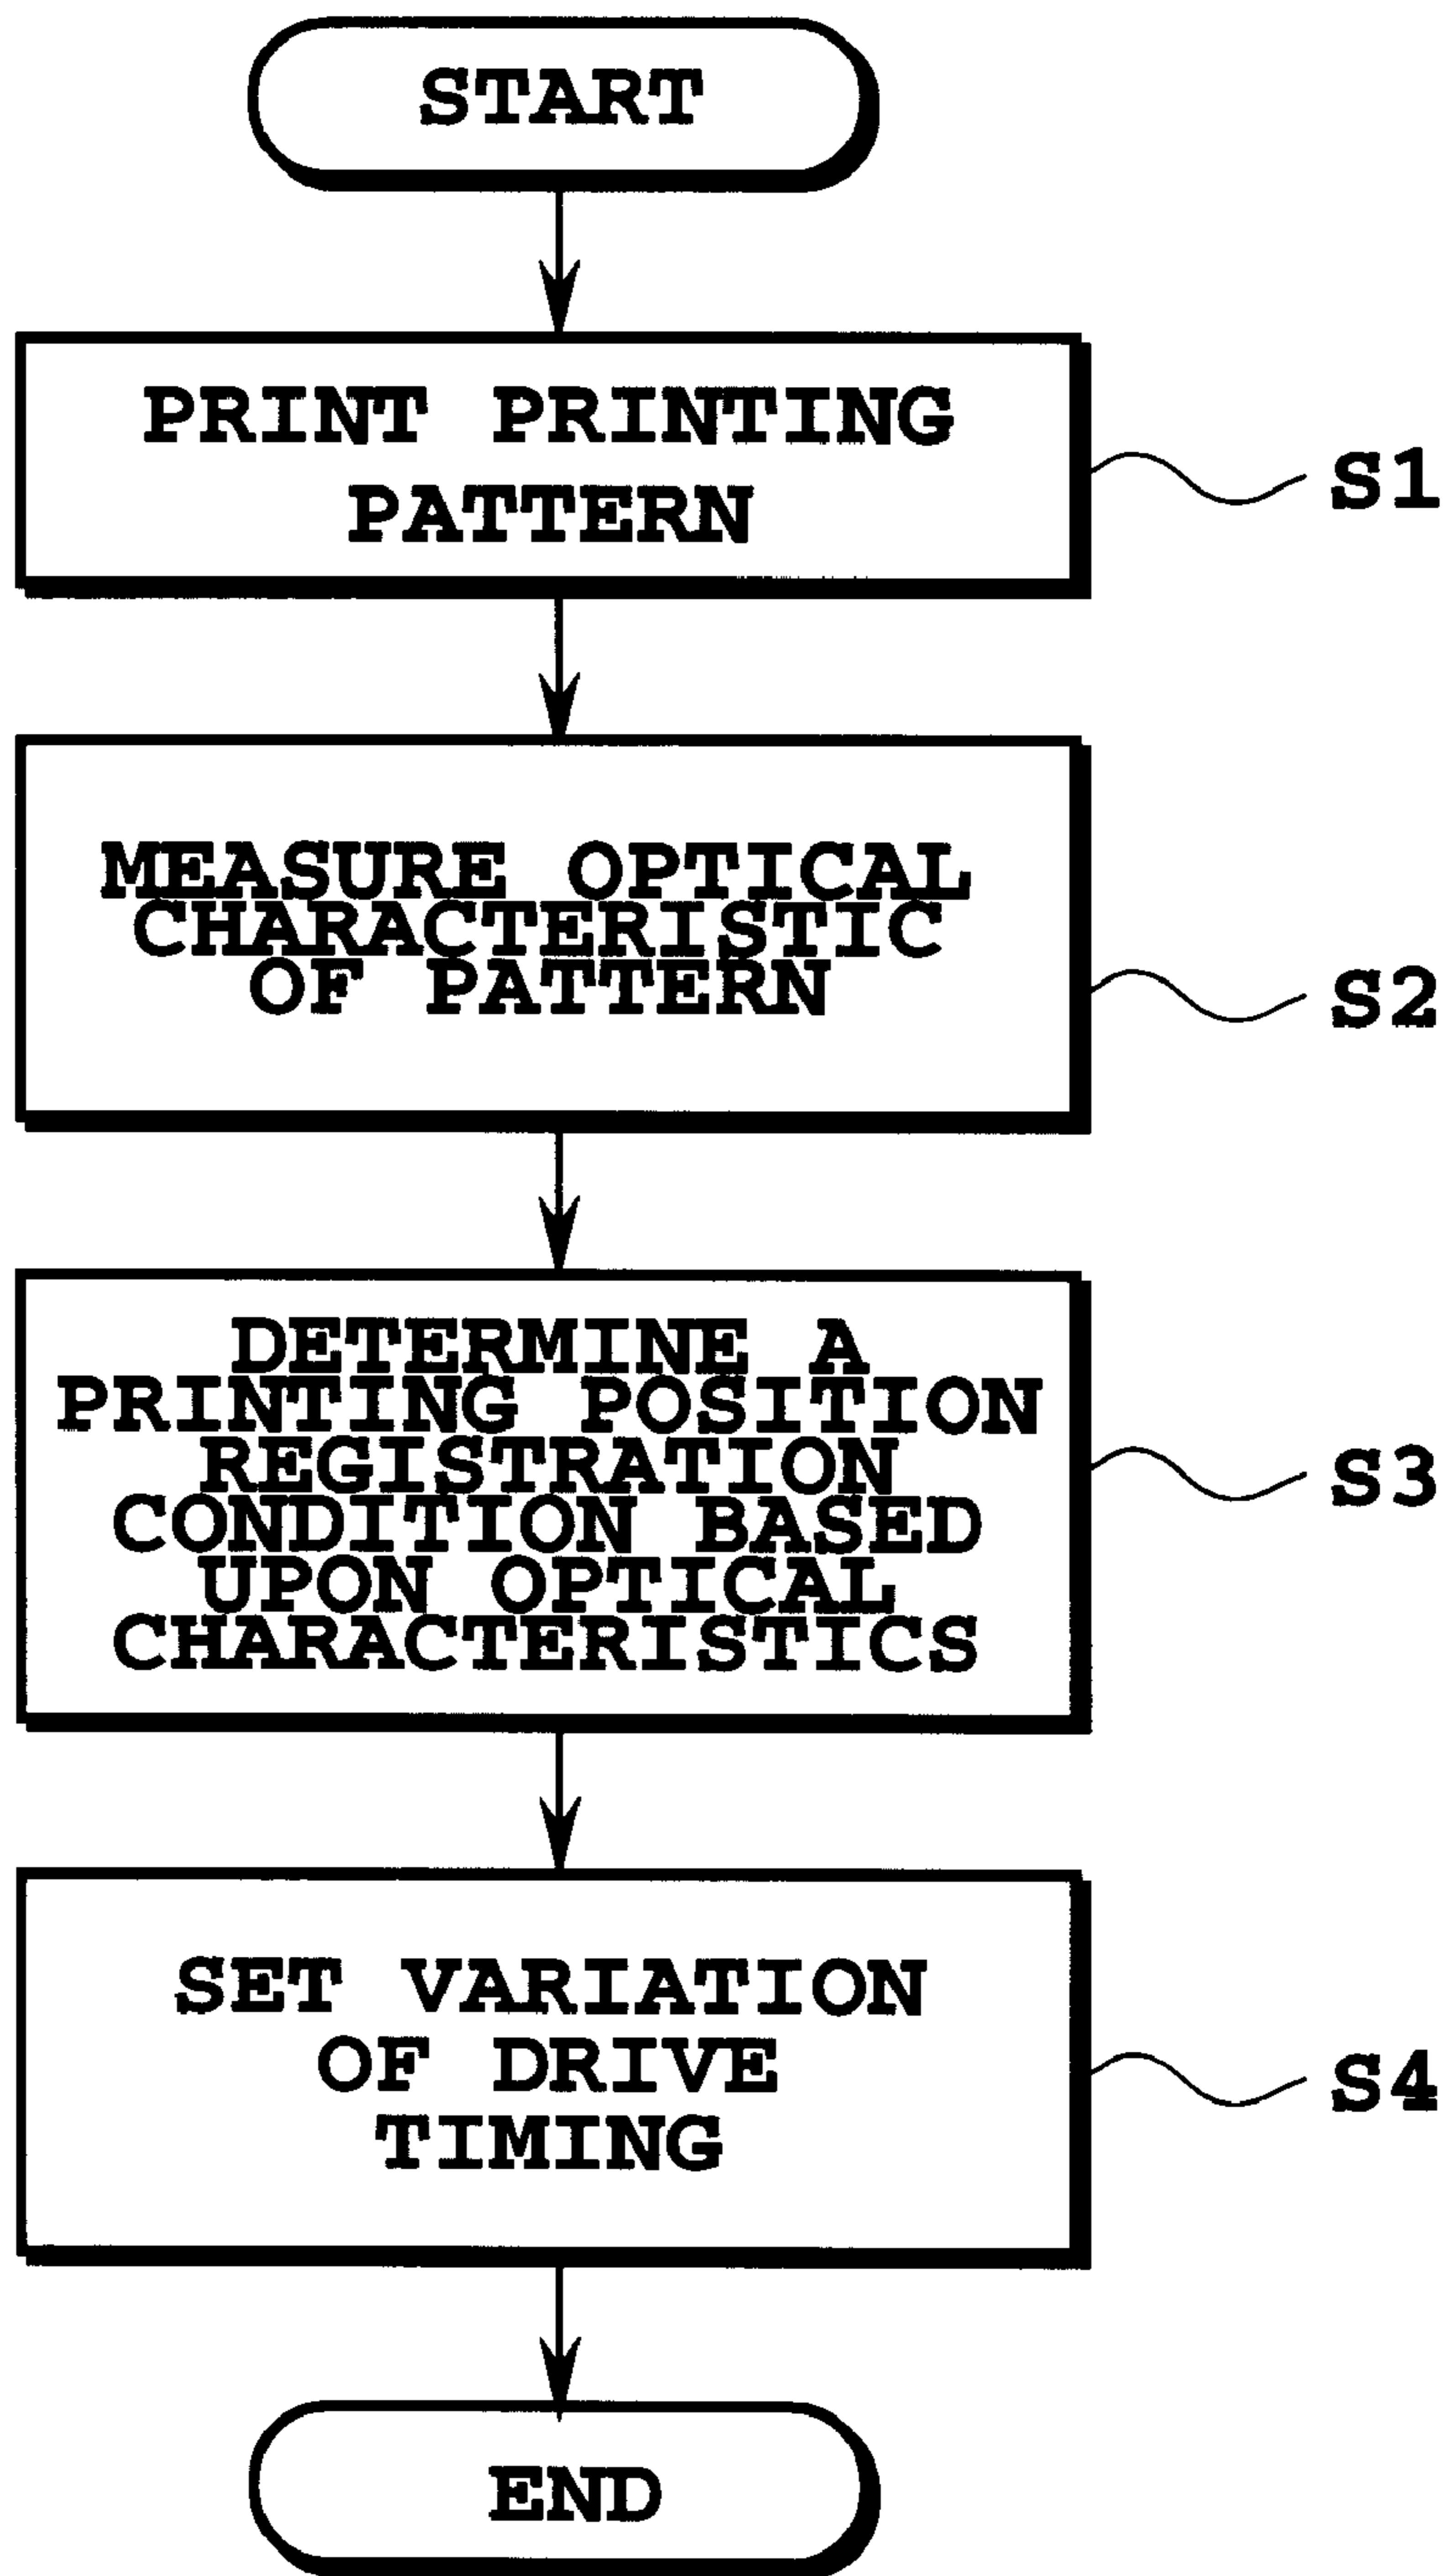 START
PRINT PRINTING
PATTERN
S1
MEASURE OPTICAL
CHARACTERISTIC
OF PATTERN
S2
DETERMINE A
PRINTING POSITION
REGISTRATION
CONDITION BASED
UPON OPTICAL
CHARACTERISTICS
S3
SET VARIATION
OF DRIVE
TIMING
S4
END